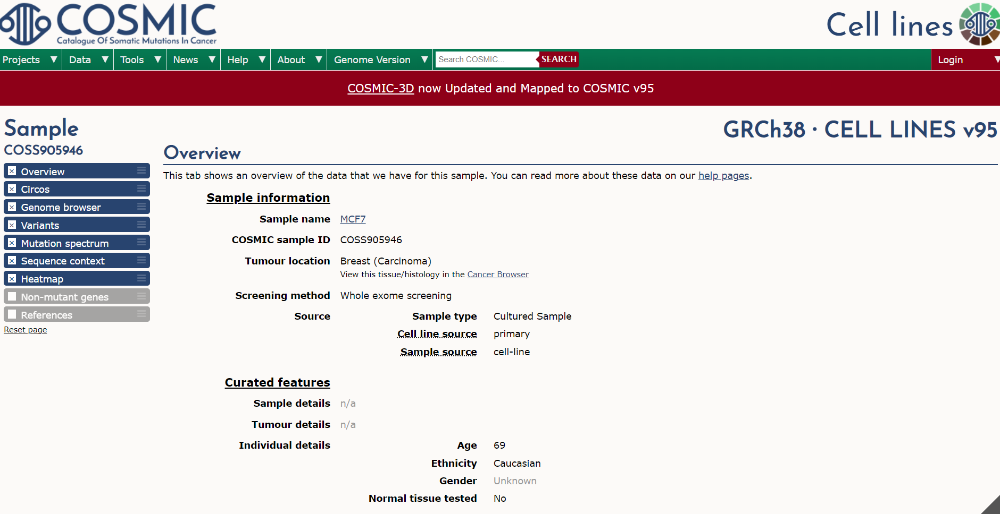 COSMIC
Catalogue Of Somatic Mutations In Cancer
Cell lines
Projects ▼ Data ▼ Tools ▼ News ▼ Help ▼ About ▼ Genome Version ▼ Search COSMIC... SEARCH Login ▼
COSMIC-3D now Updated and Mapped to COSMIC v95
Sample
COSS905946
Overview
Circos
Genome browser
Variants
Mutation spectrum
Sequence context
Heatmap
Non-mutant genes
References
Reset page
GRCh38 · CELL LINES v95
Overview
This tab shows an overview of the data that we have for this sample. You can read more about these data on our help pages.
Sample information
Sample name MCF7
COSMIC sample ID COSS905946
Tumour location Breast (Carcinoma)
View this tissue/histology in the Cancer Browser
Screening method Whole exome screening
Source Sample type Cultured Sample
Cell line source primary
Sample source cell-line
Curated features
Sample details n/a
Tumour details n/a
Individual details Age 69
Ethnicity Caucasian
Gender Unknown
Normal tissue tested No